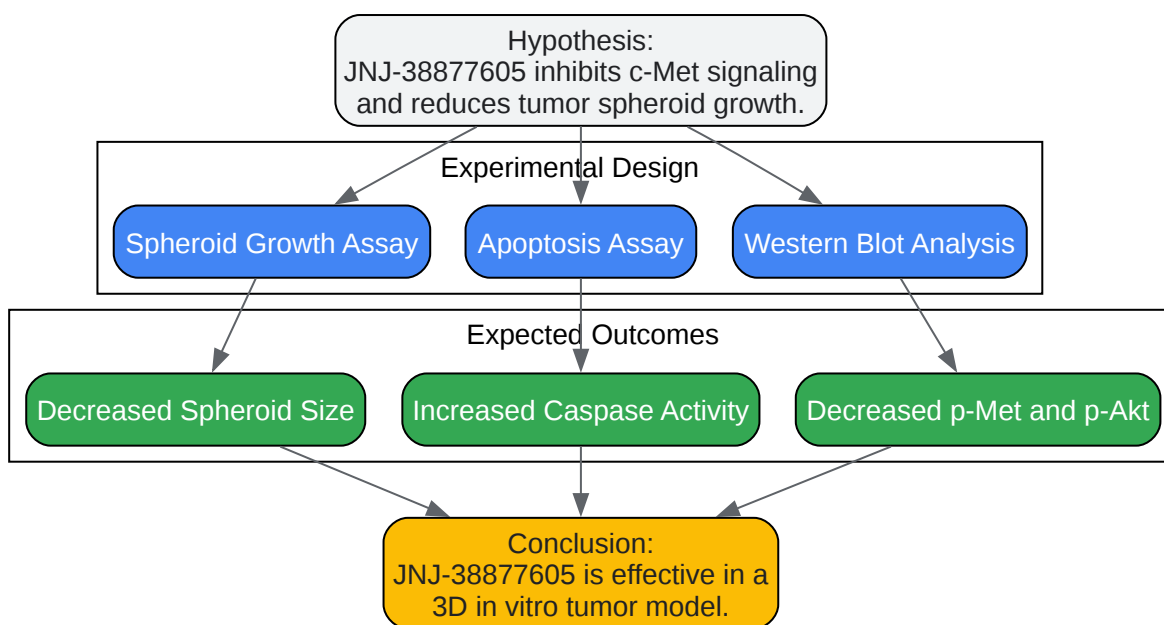 Hypothesis:
JNJ-38877605 inhibits c-Met signaling
and reduces tumor spheroid growth.
Experimental Design
Spheroid Growth Assay
Apoptosis Assay
Western Blot Analysis
Expected Outcomes
Decreased Spheroid Size
Increased Caspase Activity
Decreased p-Met and p-Akt
Conclusion:
JNJ-38877605 is effective in a
3D in vitro tumor model.